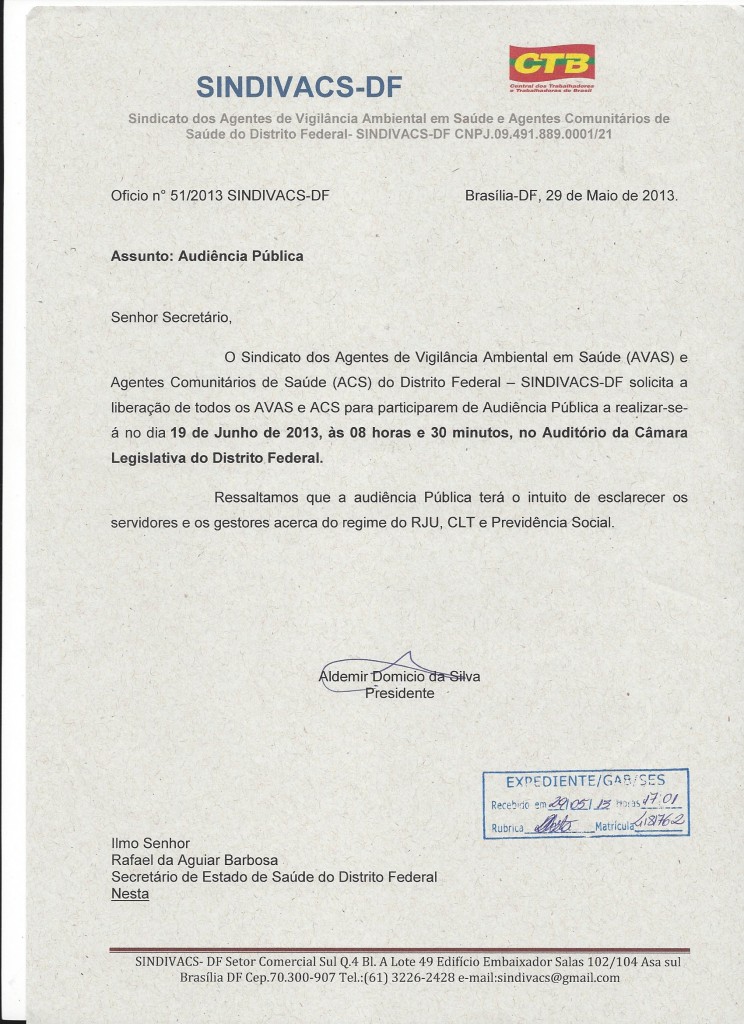 SINDIVACS-DF
CTB
Central dos Trabalhadores
e Trabalhadoras do Brasil
Sindicato dos Agentes de Vigilância Ambiental em Saúde e Agentes Comunitários de
Saúde do Distrito Federal- SINDIVACS-DF CNPJ.09.491.889.0001/21
Oficio n° 51/2013 SINDIVACS-DF Brasília-DF, 29 de Maio de 2013.
Assunto: Audiência Pública
Senhor Secretário,
O Sindicato dos Agentes de Vigilância Ambiental em Saúde (AVAS) e
Agentes Comunitários de Saúde (ACS) do Distrito Federal – SINDIVACS-DF solicita a
liberação de todos os AVAS e ACS para participarem de Audiência Pública a realizar-se-
á no dia 19 de Junho de 2013, às 08 horas e 30 minutos, no Auditório da Câmara
Legislativa do Distrito Federal.
Ressaltamos que a audiência Pública terá o intuito de esclarecer os
servidores e os gestores acerca do regime do RJU, CLT e Previdência Social.
Aldemir Domicio da Silva
Presidente
EXPEDIENTE/GAB/SES
Recebido em 29/05/13 Horas 17:01
Rubrica Matrícula
Ilmo Senhor
Rafael da Aguiar Barbosa
Secretário de Estado de Saúde do Distrito Federal
Nesta
SINDIVACS- DF Setor Comercial Sul Q.4 Bl. A Lote 49 Edifício Embaixador Salas 102/104 Asa sul
Brasília DF Cep.70.300-907 Tel.:(61) 3226-2428 e-mail:sindivacs@gmail.com